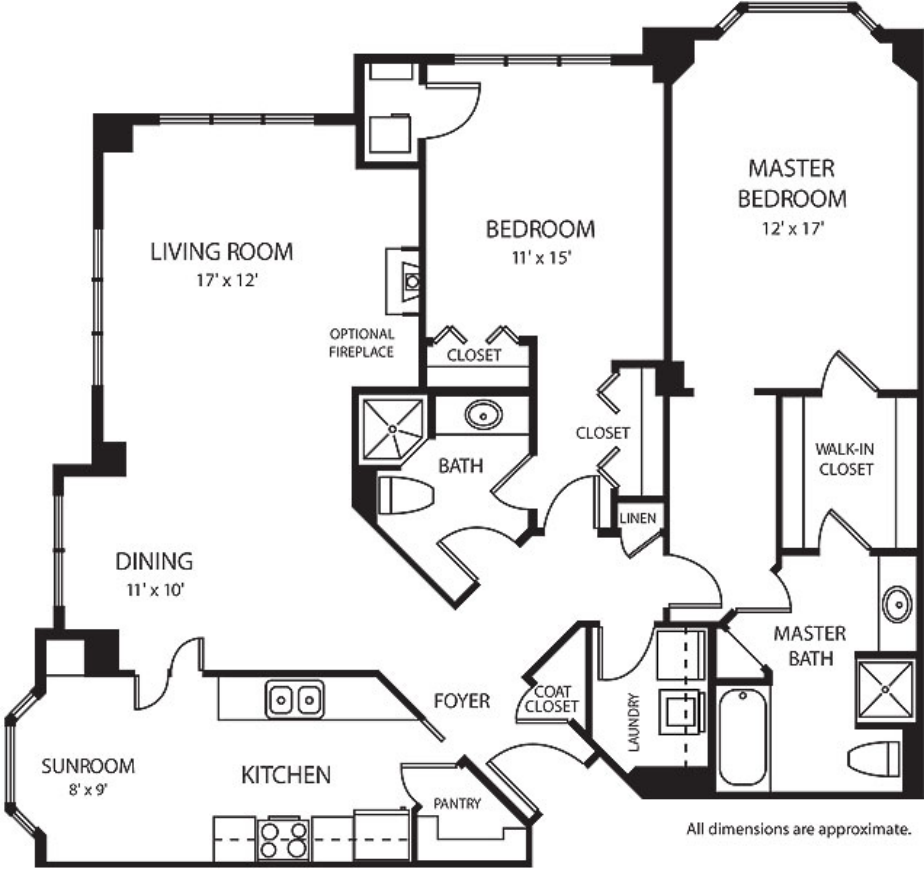 MASTER
BEDROOM
12' x 17'
BEDROOM
11' x 15'
LIVING ROOM
17' x 12'
OPTIONAL
FIREPLACE
CLOSET
CLOSET
BATH
WALK-IN
CLOSET
LINEN
DINING
11' x 10'
MASTER
BATH
FOYER
COAT
CLOSET
LAUNDRY
SUNROOM
8' x 9'
KITCHEN
PANTRY
All dimensions are approximate.